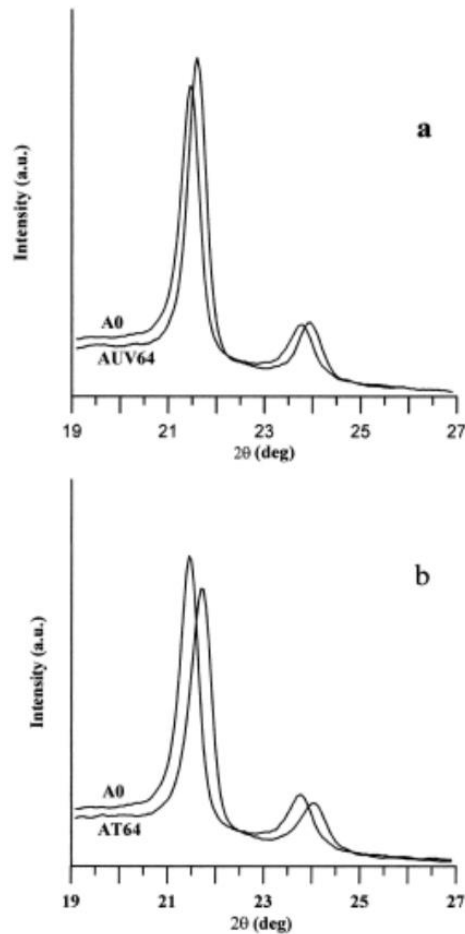 Intensity (a.u.)
a
A0
AUV64
19 21 23 25 27
2θ (deg)
Intensity (a.u.)
b
A0
AT64
19 21 23 25 27
2θ (deg)